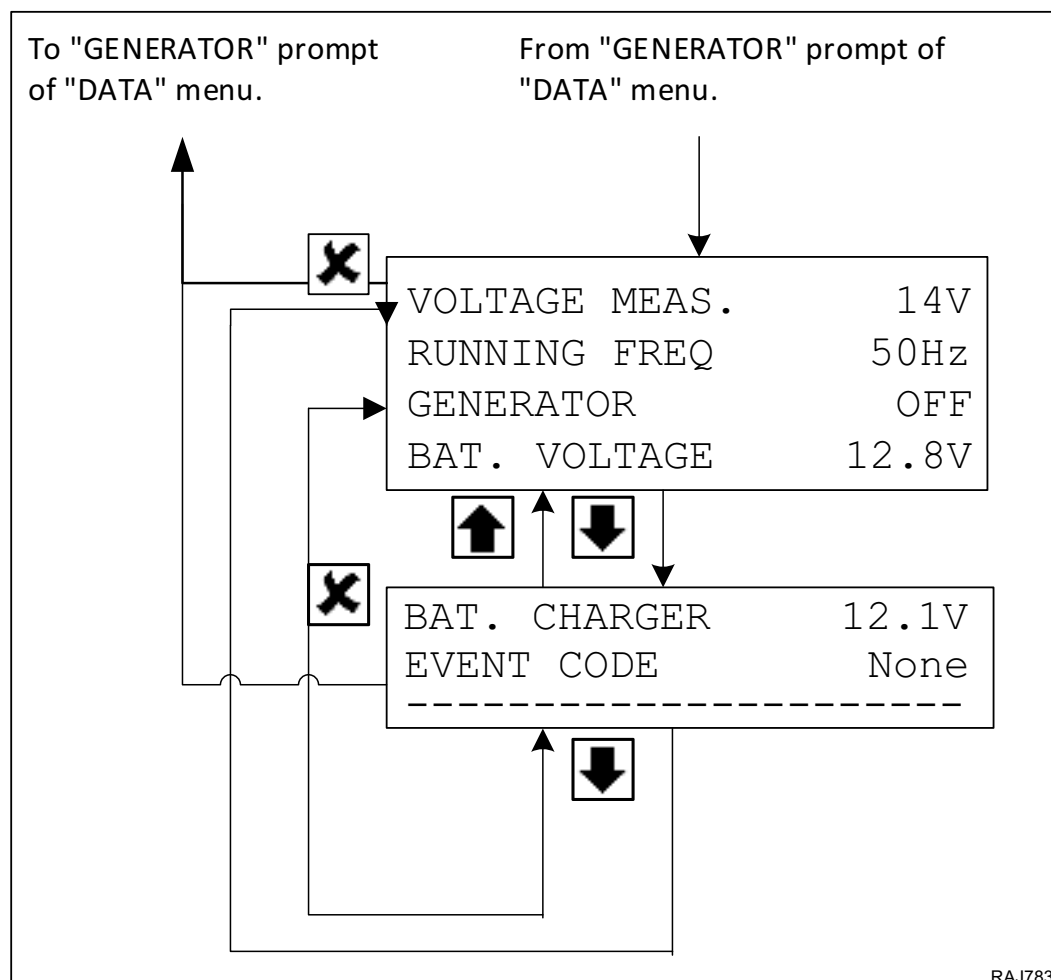 To "GENERATOR" prompt
of "DATA" menu.
From "GENERATOR" prompt of
"DATA" menu.
VOLTAGE MEAS. 14V
RUNNING FREQ 50Hz
GENERATOR OFF
BAT. VOLTAGE 12.8V
BAT. CHARGER 12.1V
EVENT CODE None
----------------------
RAJ783